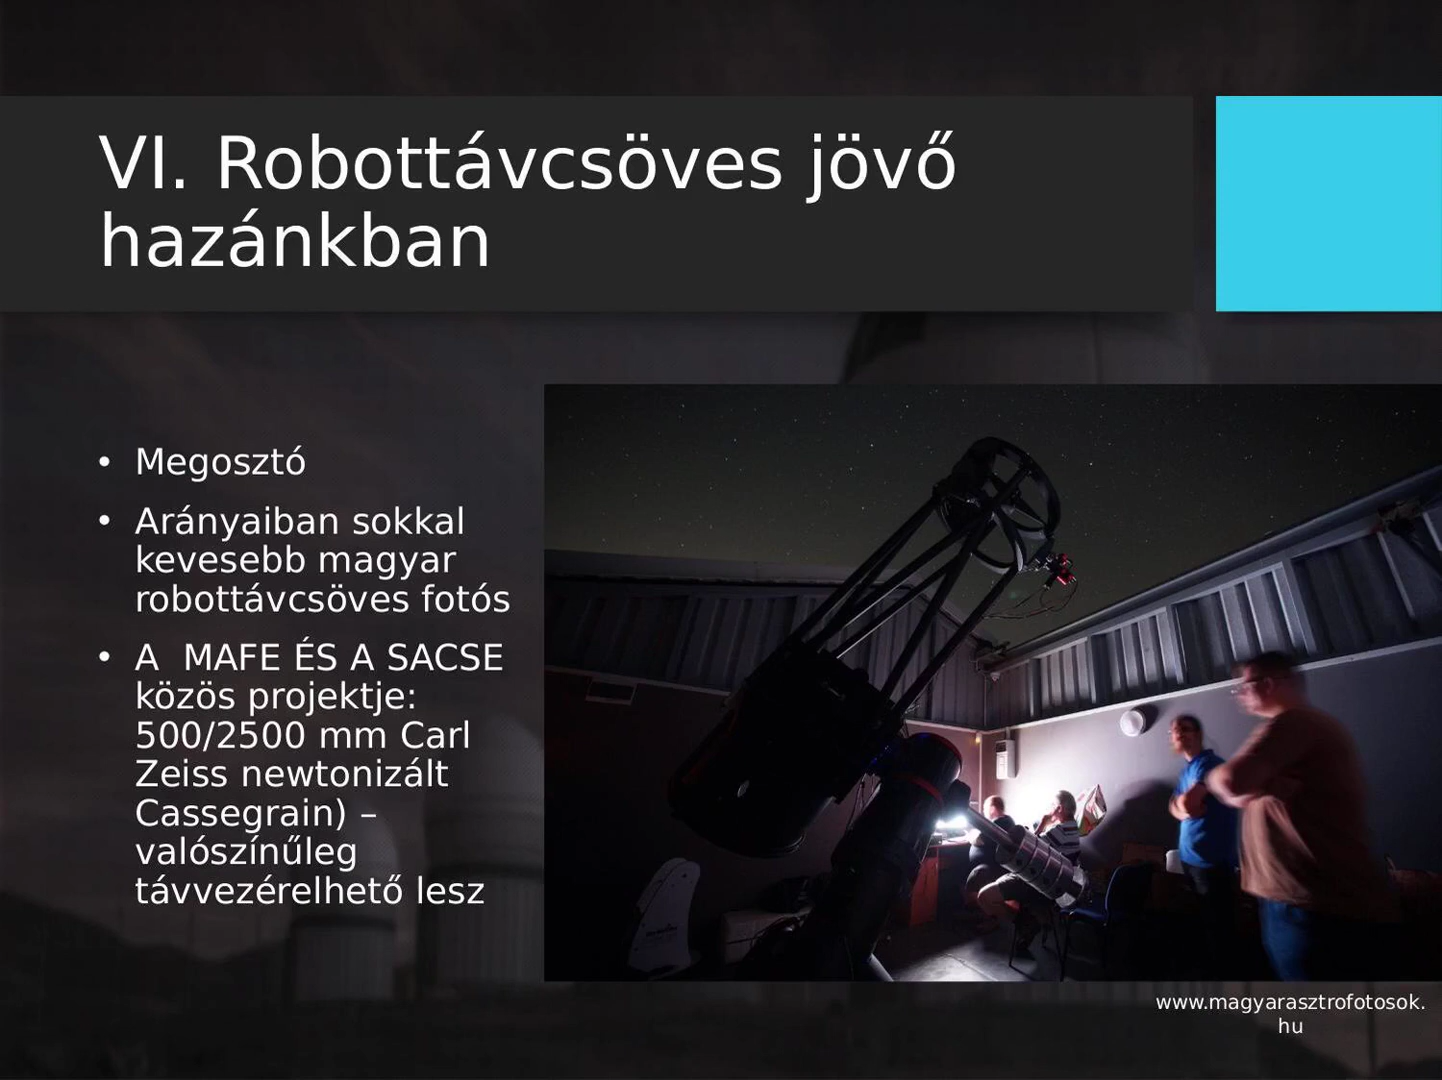 VI. Robottávcsöves jövő
hazánkban
• Megosztó
• Arányaiban sokkal
kevesebb magyar
robottávcsöves fotós
• A  MAFE ÉS A SACSE
közös projektje:
500/2500 mm Carl
Zeiss newtonizált
Cassegrain) –
valószínűleg
távvezérelhető lesz
www.magyarasztrofotosok.
hu